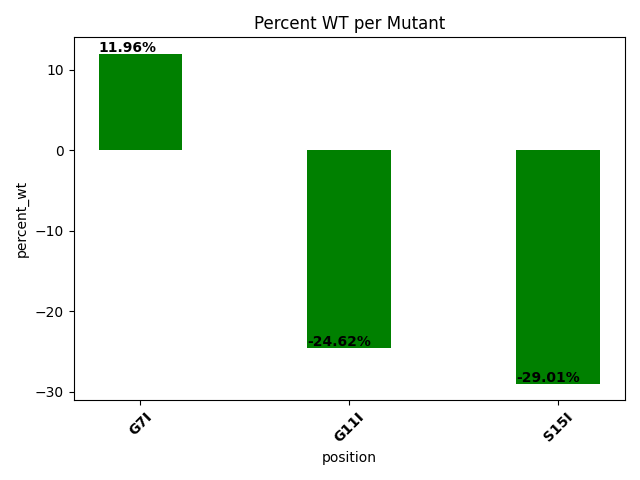 Percent WT per Mutant
11.96%
-24.62%
-29.01%
percent_wt
10
0
−10
−20
−30
G7I
G11I
S15I
position